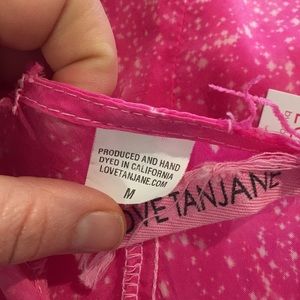 PRODUCED AND HAND
DYED IN CALIFORNIA
LOVETANJANE.COM
M
LOVETANJANE